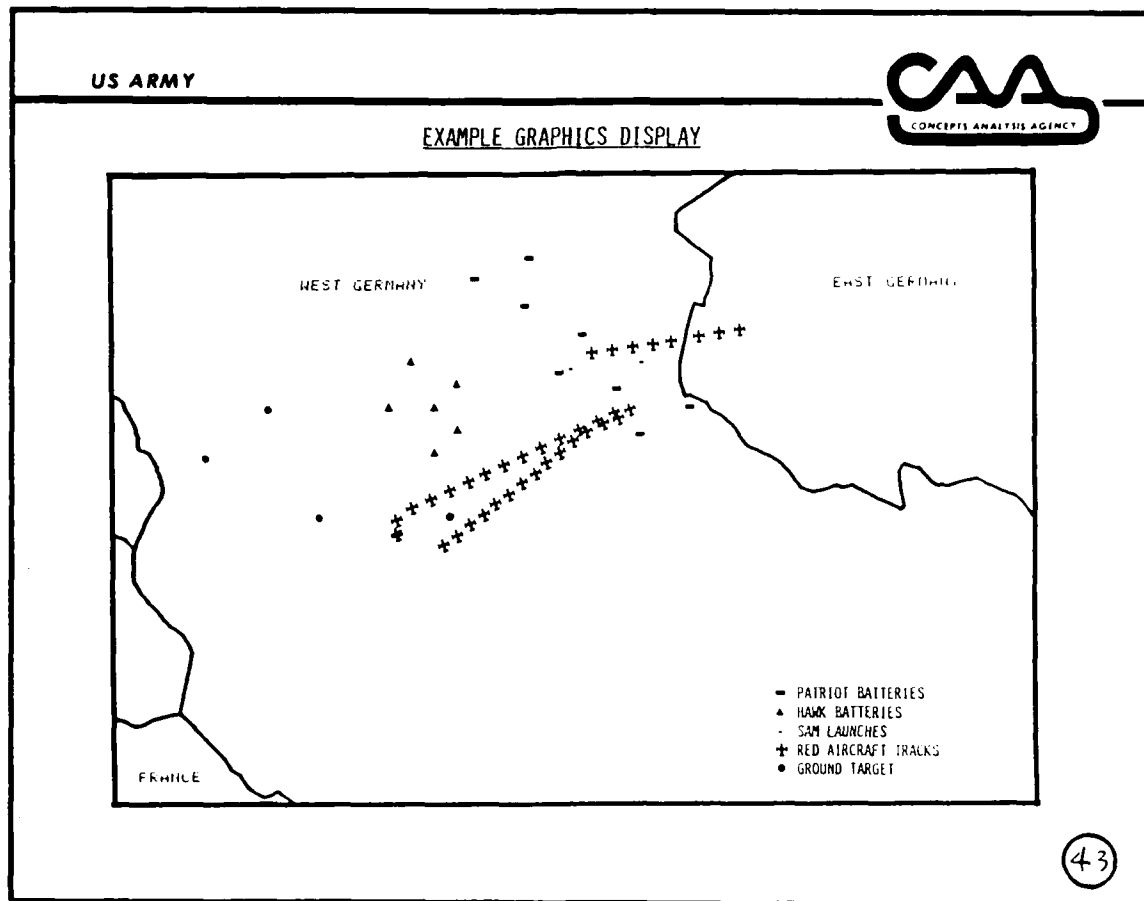 US ARMY
CAA
CONCEPTS ANALYSIS AGENCY
EXAMPLE GRAPHICS DISPLAY
WEST GERMANY
EAST GERMANY
PATRIOT BATTERIES
HAWK BATTERIES
SAM LAUNCHES
RED AIRCRAFT TRACKS
GROUND TARGET
FRANCE
43